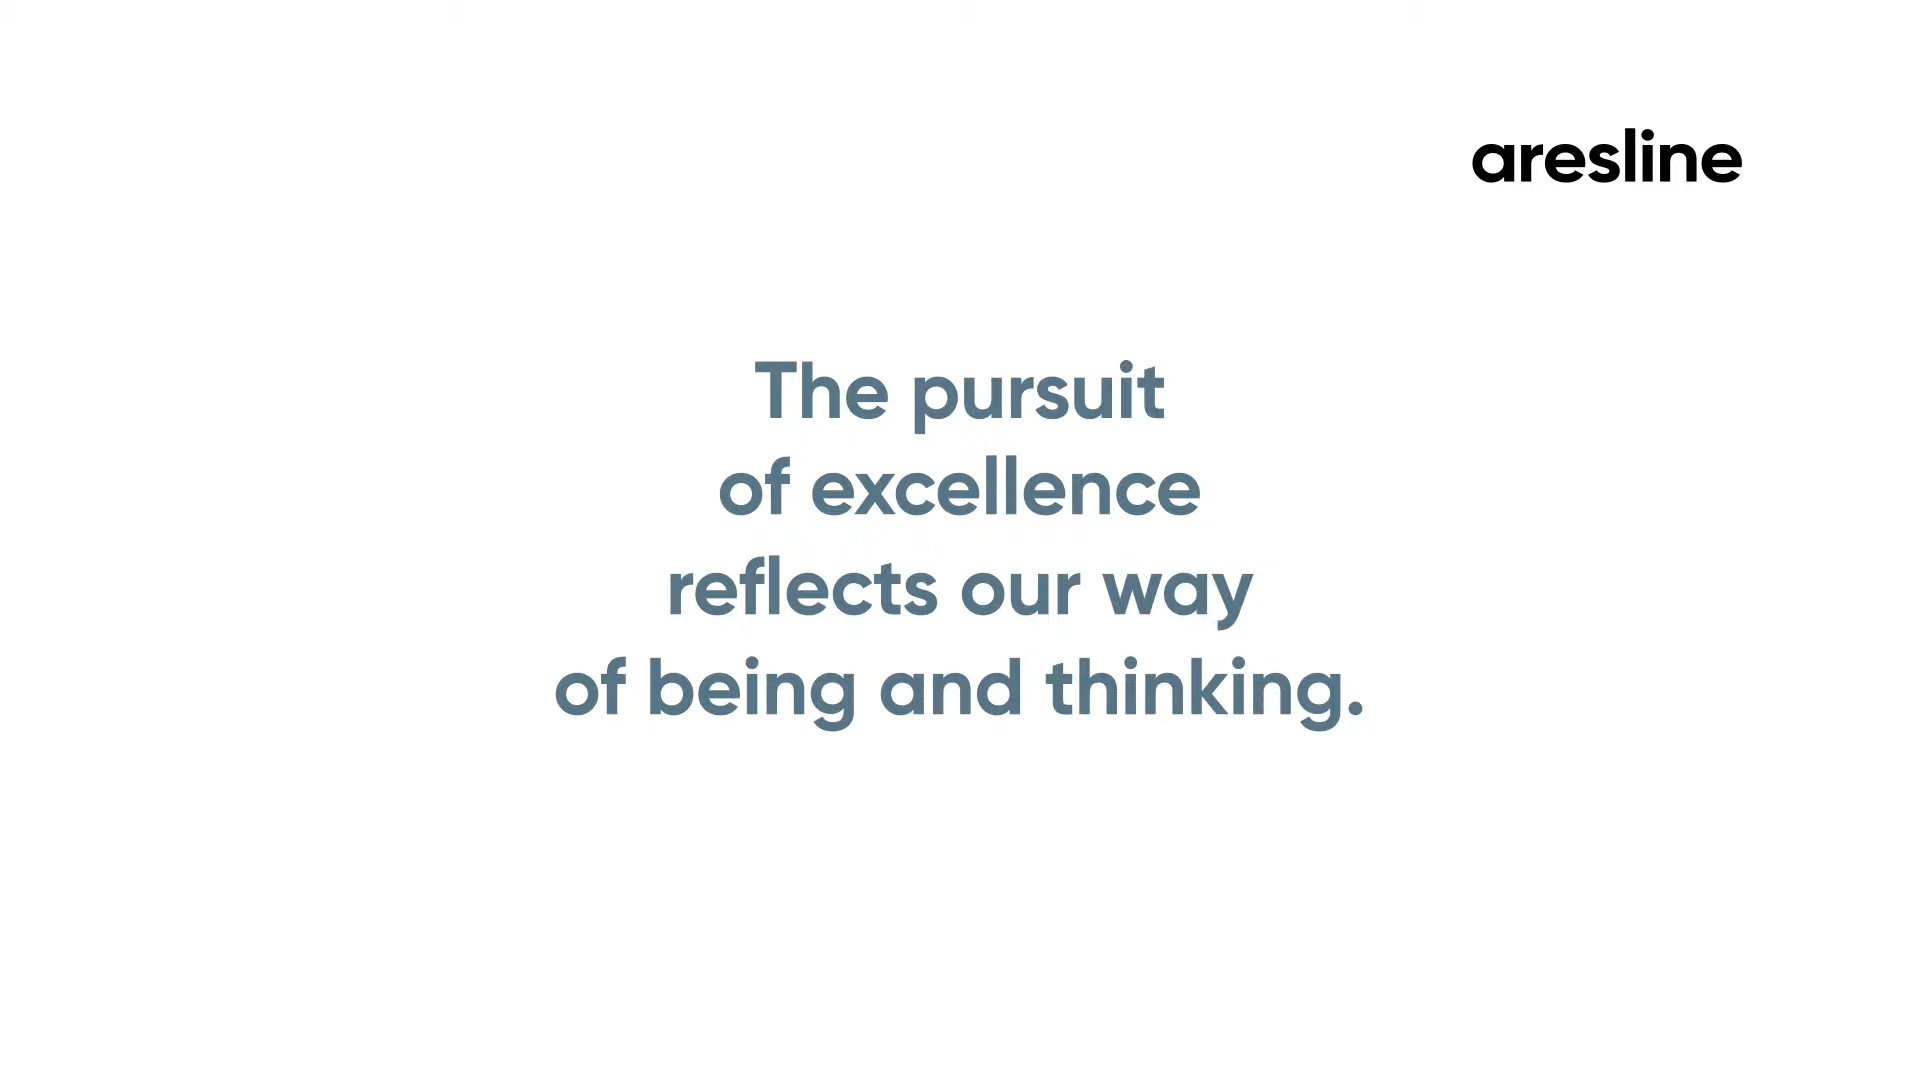 aresline
The pursuit
of excellence
reflects our way
of being and thinking.